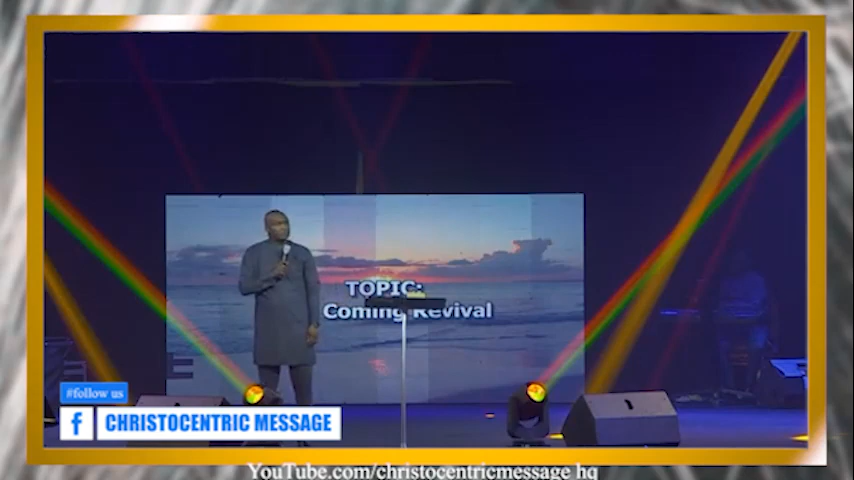 TOPIC:
Coming Revival
#follow us
f CHRISTOCENTRIC MESSAGE
YouTube.com/christocentricmessage hq